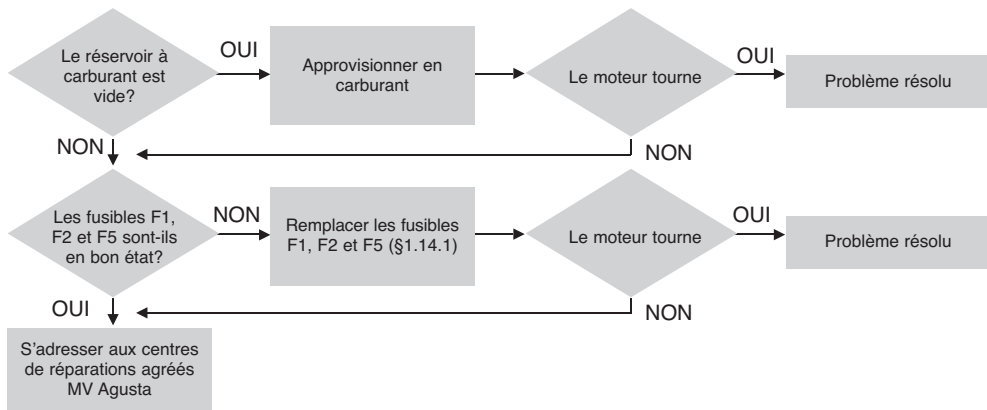 Le réservoir à
carburant est
vide?
OUI
Approvisionner en
carburant
Le moteur tourne
OUI
Problème résolu
NON
NON
Les fusibles F1,
F2 et F5 sont-ils
en bon état?
NON
Remplacer les fusibles
F1, F2 et F5 (§1.14.1)
Le moteur tourne
OUI
Problème résolu
OUI
NON
S'adresser aux centres
de réparations agréés
MV Agusta